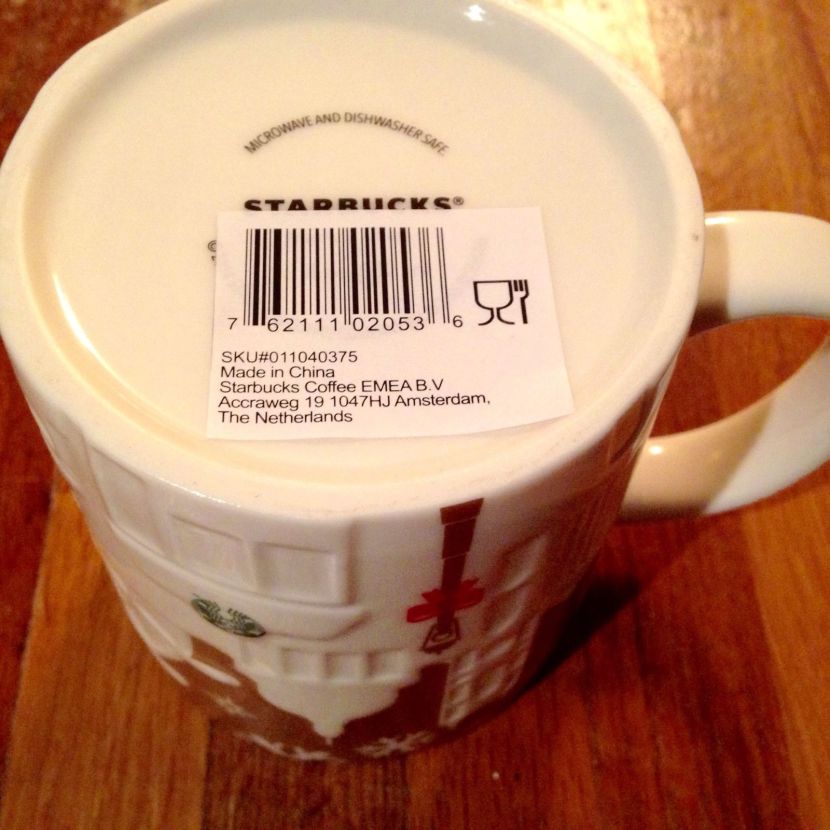 MICROWAVE AND DISHWASHER SAFE.
STARBUCKS®
7 62111 02053 6
SKU#011040375
Made in China
Starbucks Coffee EMEA B.V
Accraweg 19 1047HJ Amsterdam,
The Netherlands